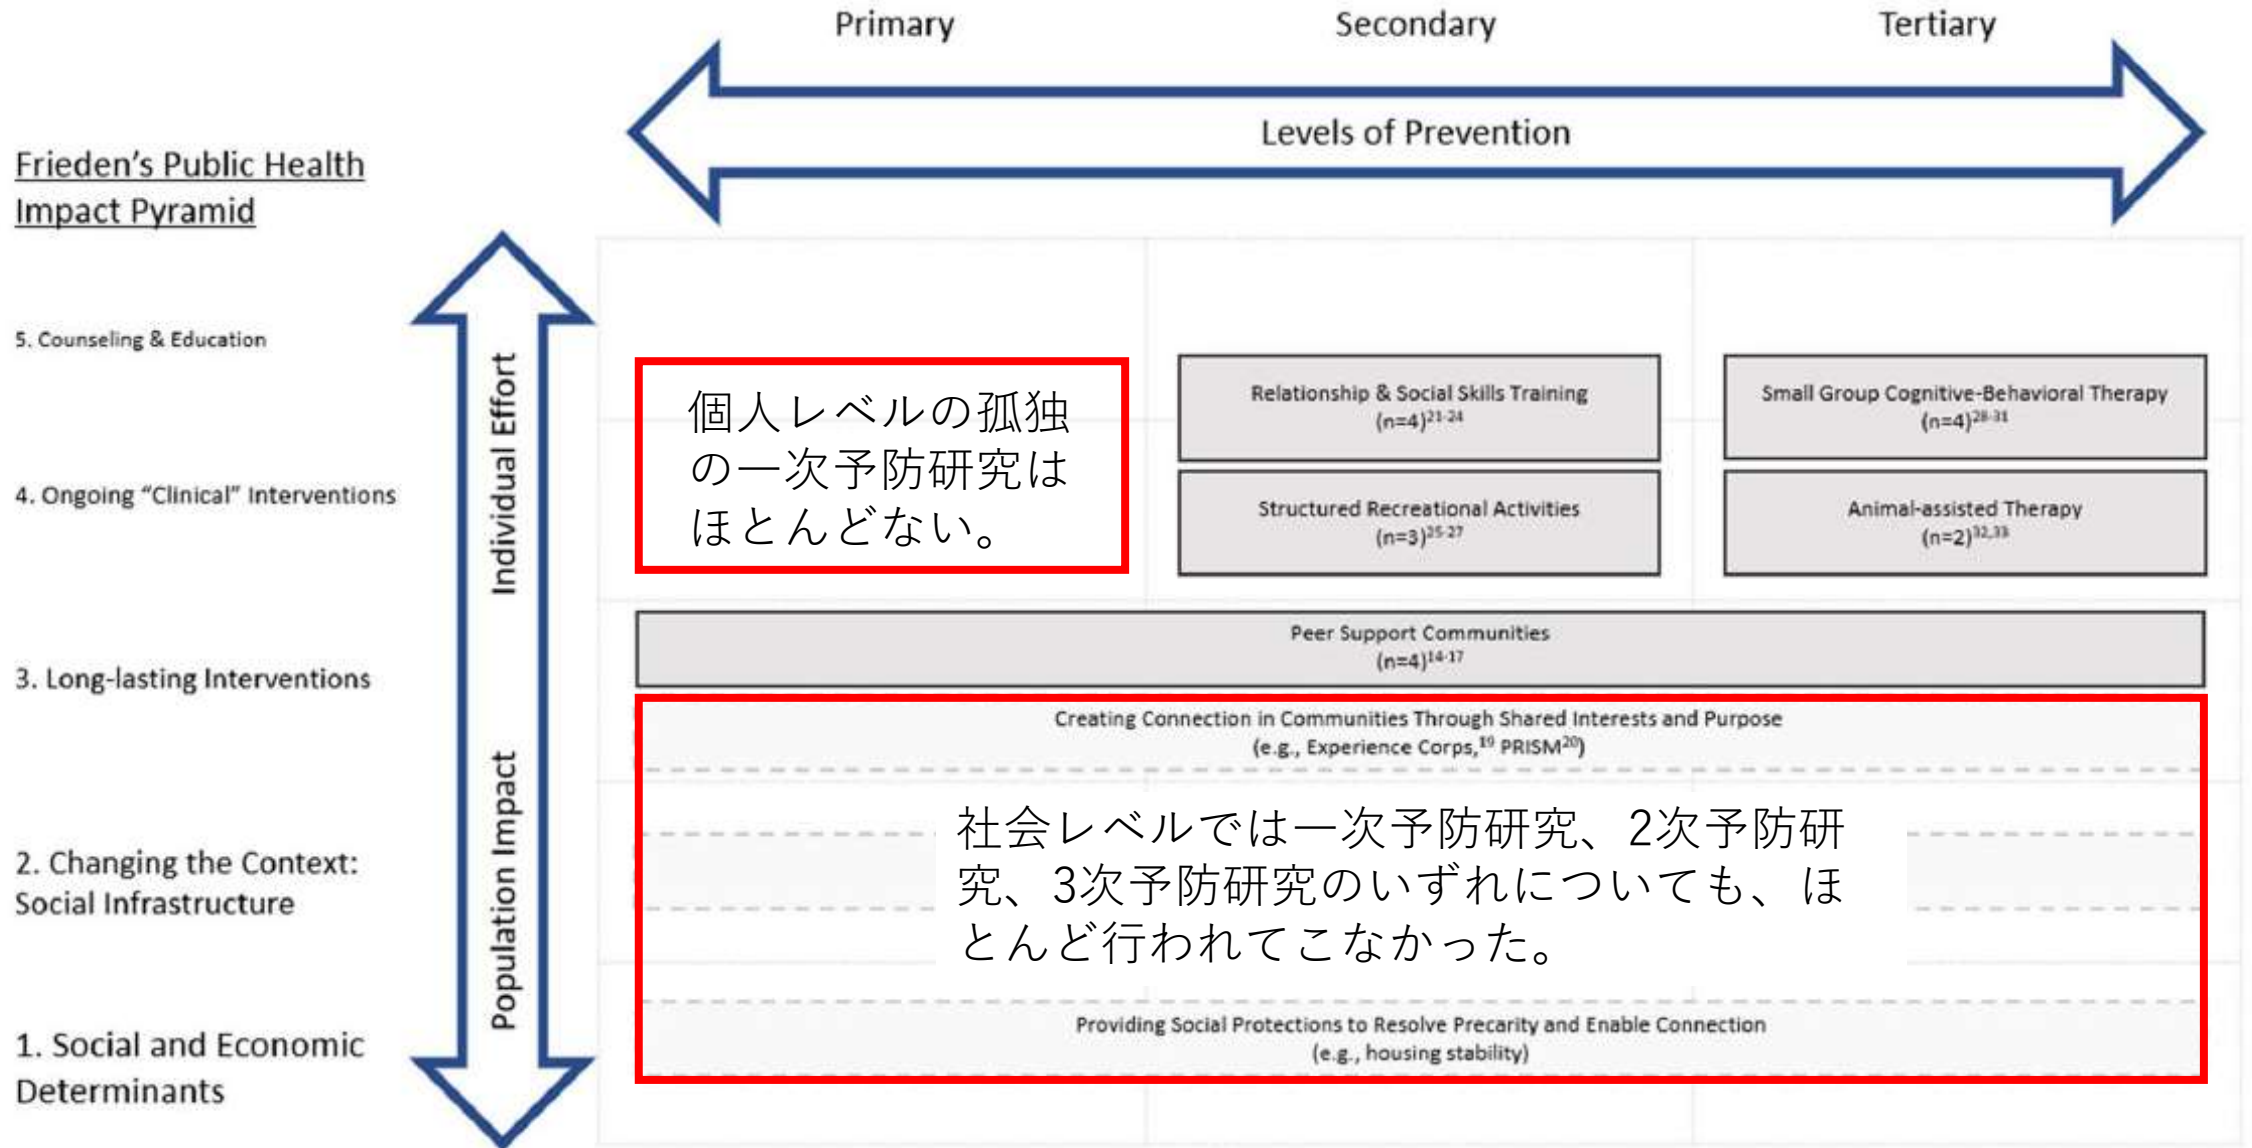 Primary
Secondary
Tertiary
Levels of Prevention
Frieden's Public Health
Impact Pyramid
Individual Effort
Population Impact
5. Counseling & Education
4. Ongoing “Clinical” Interventions
3. Long-lasting Interventions
2. Changing the Context:
Social Infrastructure
1. Social and Economic
Determinants
個人レベルの孤独
の一次予防研究は
ほとんどない。
Relationship & Social Skills Training
(n=4)21-24
Small Group Cognitive-Behavioral Therapy
(n=4)28-31
Structured Recreational Activities
(n=3)25-27
Animal-assisted Therapy
(n=2)32,33
Peer Support Communities
(n=4)14-17
Creating Connection in Communities Through Shared Interests and Purpose
(e.g., Experience Corps,19 PRISM20)
社会レベルでは一次予防研究、2次予防研
究、3次予防研究のいずれについても、ほ
とんど行われてこなかった。
Providing Social Protections to Resolve Precarity and Enable Connection
(e.g., housing stability)